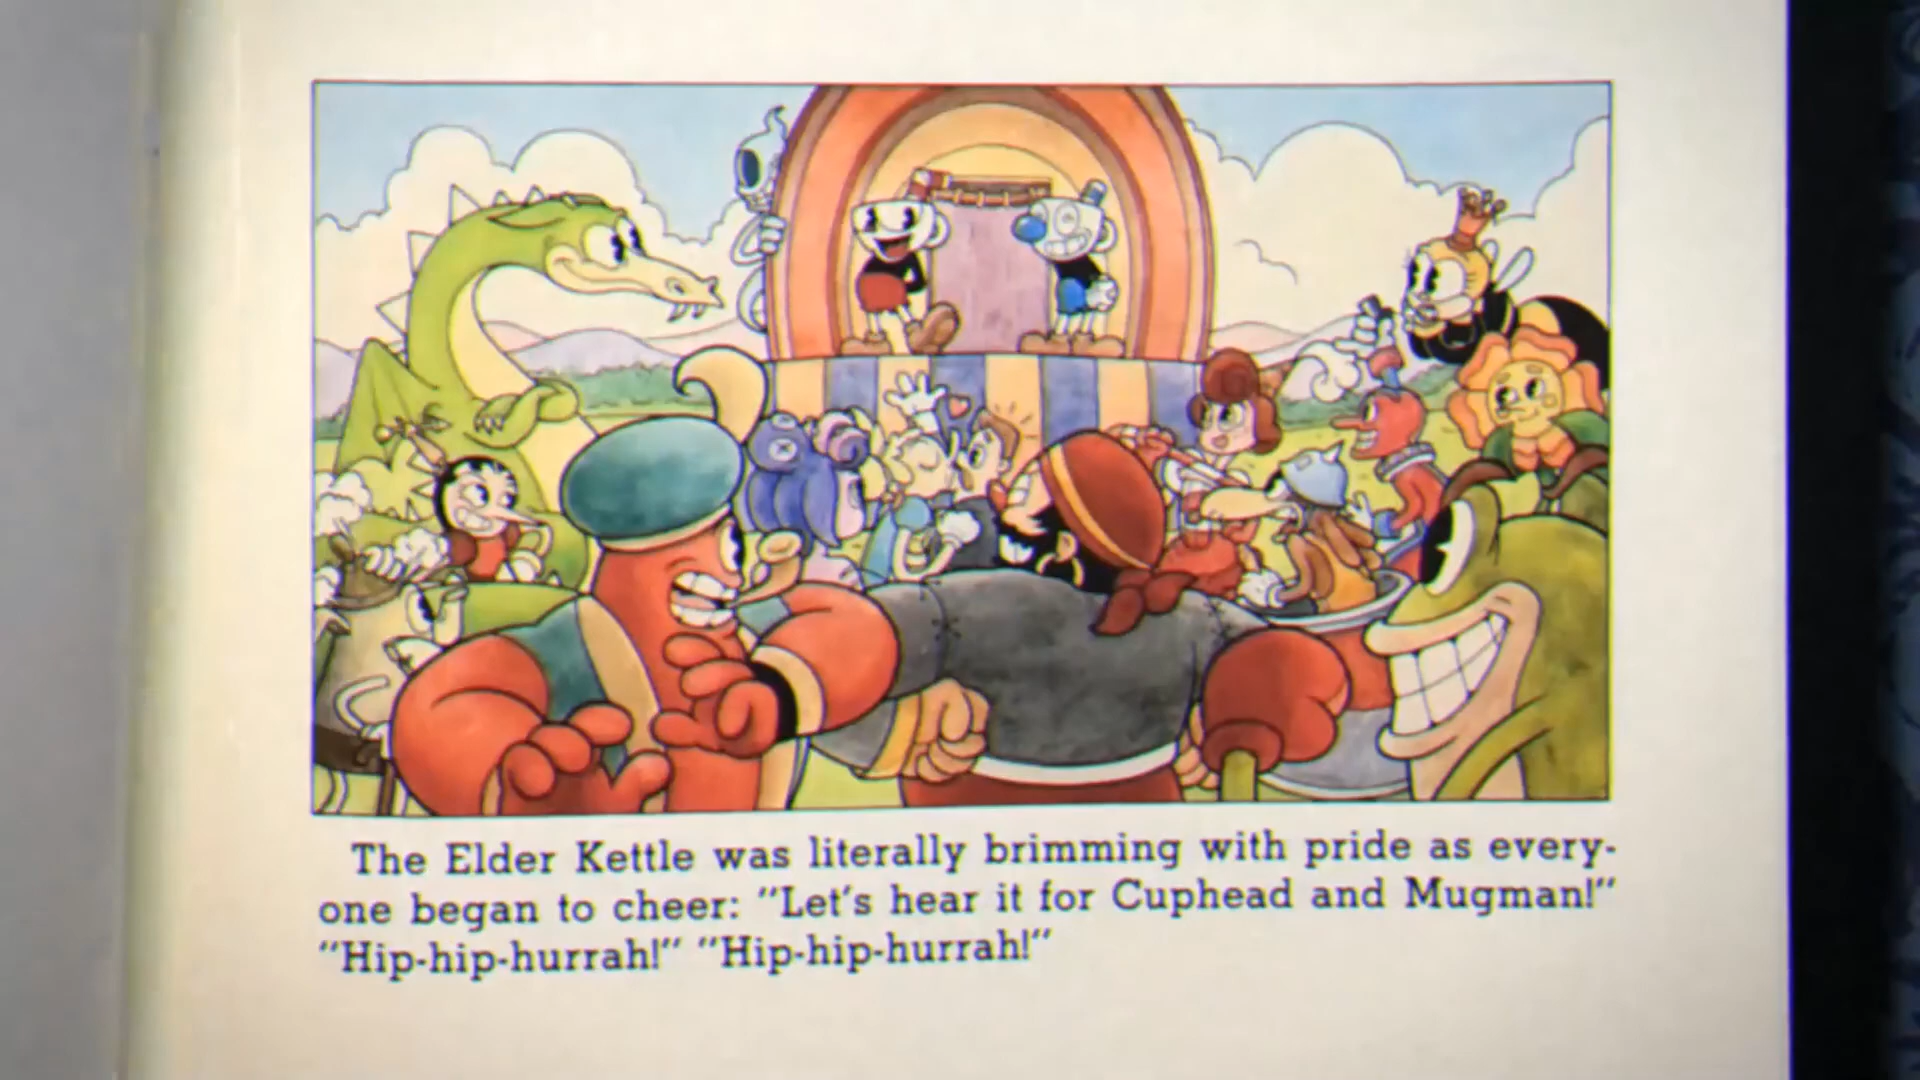 The Elder Kettle was literally brimming with pride as every-
one began to cheer: "Let's hear it for Cuphead and Mugman!"
"Hip-hip-hurrah!" "Hip-hip-hurrah!"